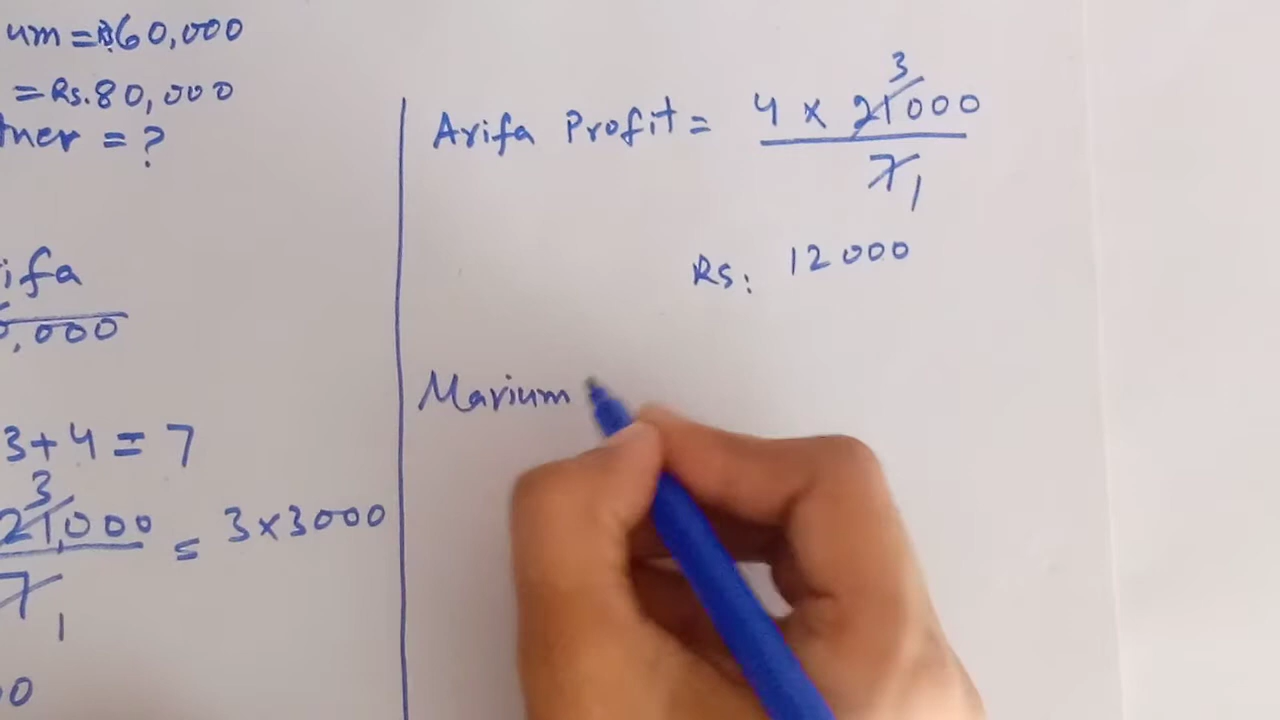 um = Rs 60,000
= Rs. 80,000
tner = ?
ifa
,000
3 + 4 = 7
3
21,000 = 3 x 3000
7 1
0
3
Arifa Profit = 4 x 21000
7 1
Rs: 12000
Marium